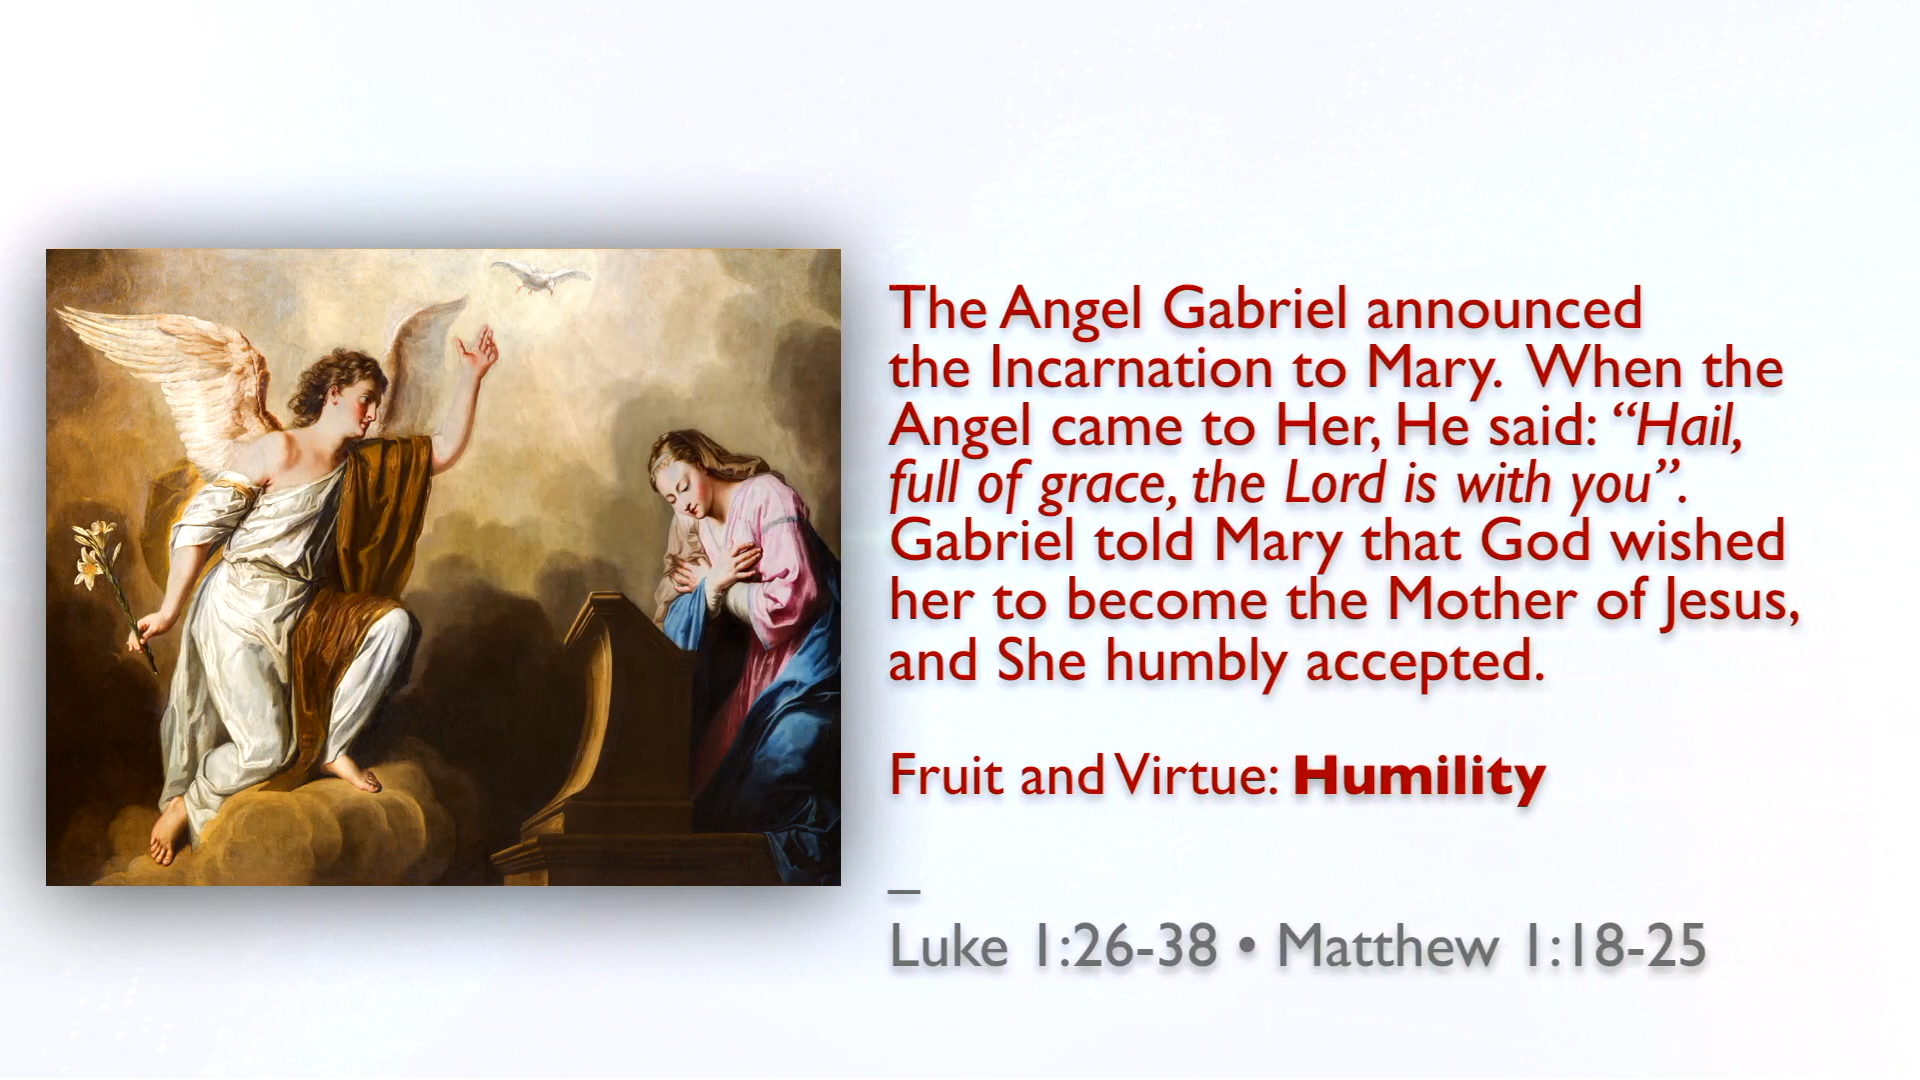 The Angel Gabriel announced
the Incarnation to Mary. When the
Angel came to Her, He said: “Hail,
full of grace, the Lord is with you”.
Gabriel told Mary that God wished
her to become the Mother of Jesus,
and She humbly accepted.
Fruit and Virtue: Humility
_
Luke 1:26-38 • Matthew 1:18-25